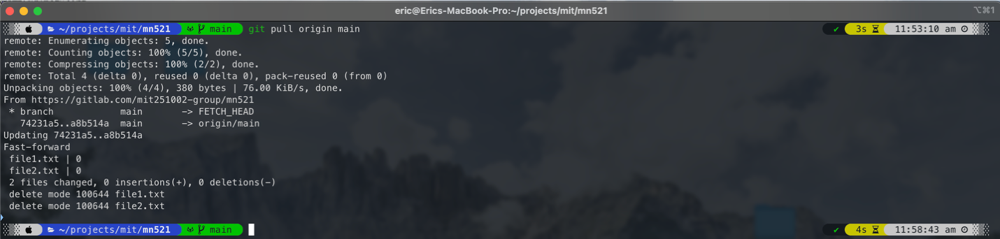 eric@Erics-MacBook-Pro:~/projects/mit/mn521
⌥⌘1
~/projects/mit/mn521 main git pull origin main ✔ 3s 11:53:10 am
remote: Enumerating objects: 5, done.
remote: Counting objects: 100% (5/5), done.
remote: Compressing objects: 100% (2/2), done.
remote: Total 4 (delta 0), reused 0 (delta 0), pack-reused 0 (from 0)
Unpacking objects: 100% (4/4), 380 bytes | 76.00 KiB/s, done.
From https://gitlab.com/mit251002-group/mn521
 * branch            main       -> FETCH_HEAD
   74231a5..a8b514a  main       -> origin/main
Updating 74231a5..a8b514a
Fast-forward
 file1.txt | 0
 file2.txt | 0
 2 files changed, 0 insertions(+), 0 deletions(-)
 delete mode 100644 file1.txt
 delete mode 100644 file2.txt
~/projects/mit/mn521 main ✔ 4s 11:58:43 am